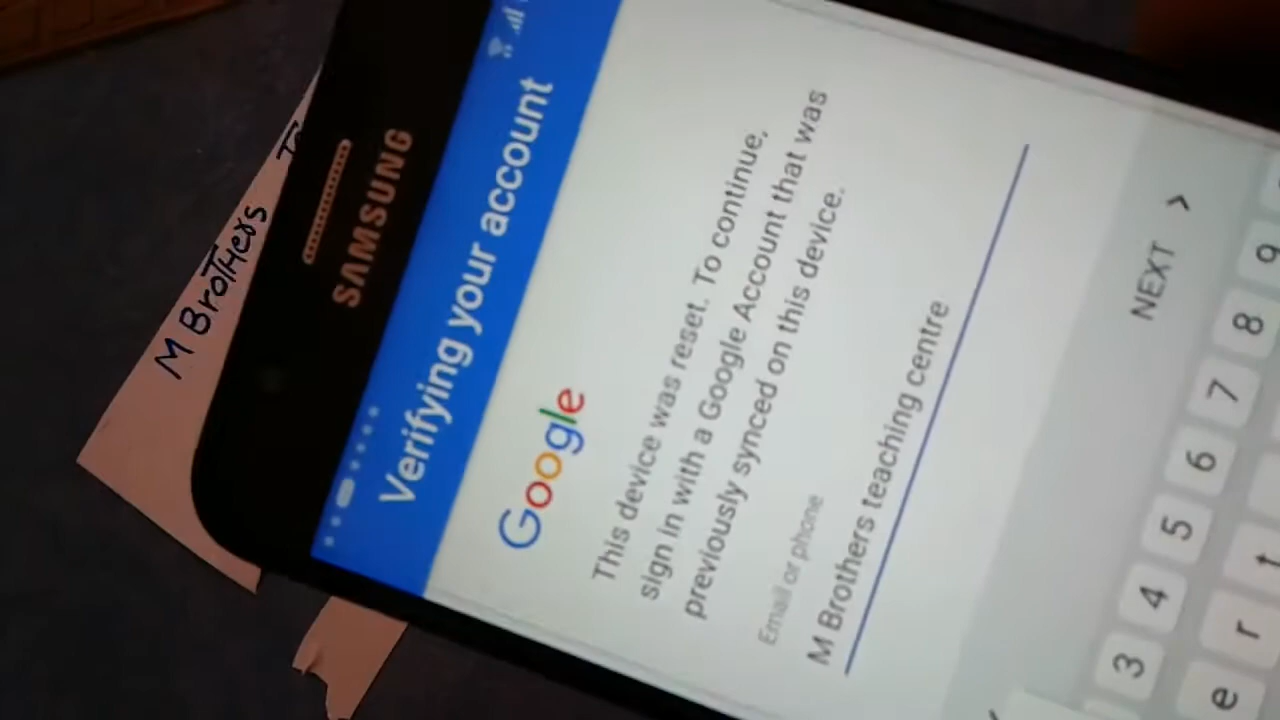 M BroTHers
SAMSUNG
Verifying your account
Google
This device was reset. To continue,
sign in with a Google Account that was
previously synced on this device.
Email or phone
M Brothers teaching centre
NEXT >
3 4 5 6 7 8 9
e r t